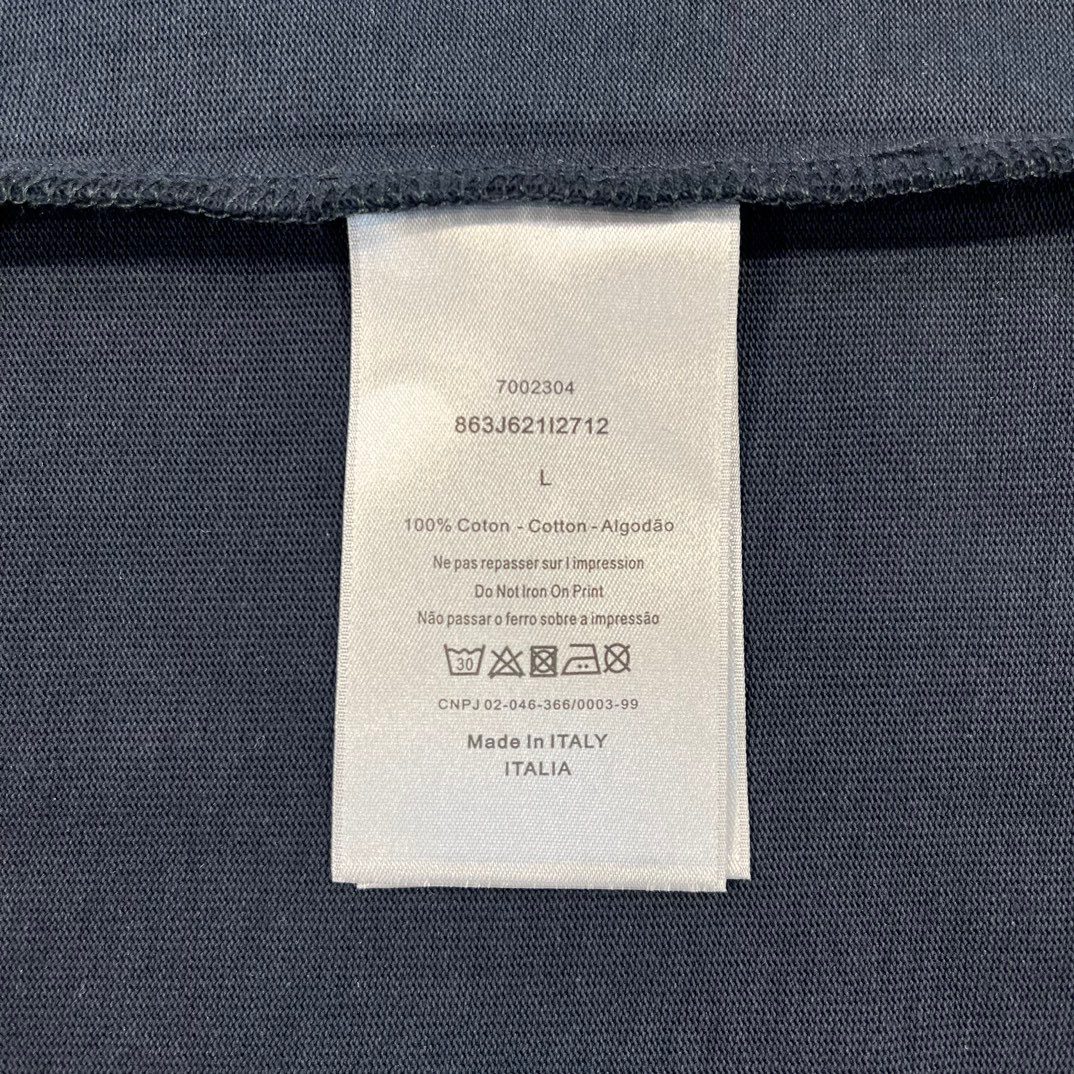 7002304
863J621I2712
L
100% Coton - Cotton - Algodão
Ne pas repasser sur l impression
Do Not Iron On Print
Não passar o ferro sobre a impressão
30
CNPJ 02-046-366/0003-99
Made In ITALY
ITALIA